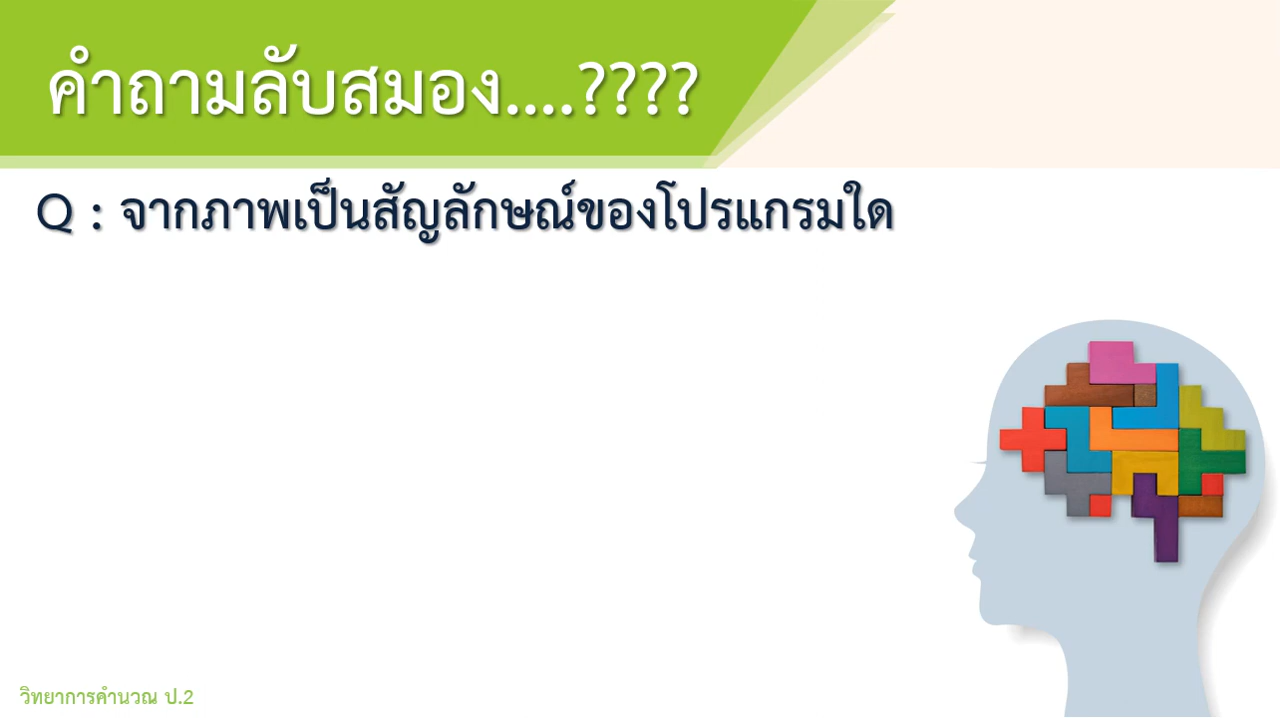 คำถามลับสมอง....????
Q : จากภาพเป็นสัญลักษณ์ของโปรแกรมใด
วิทยาการคำนวณ ป.2